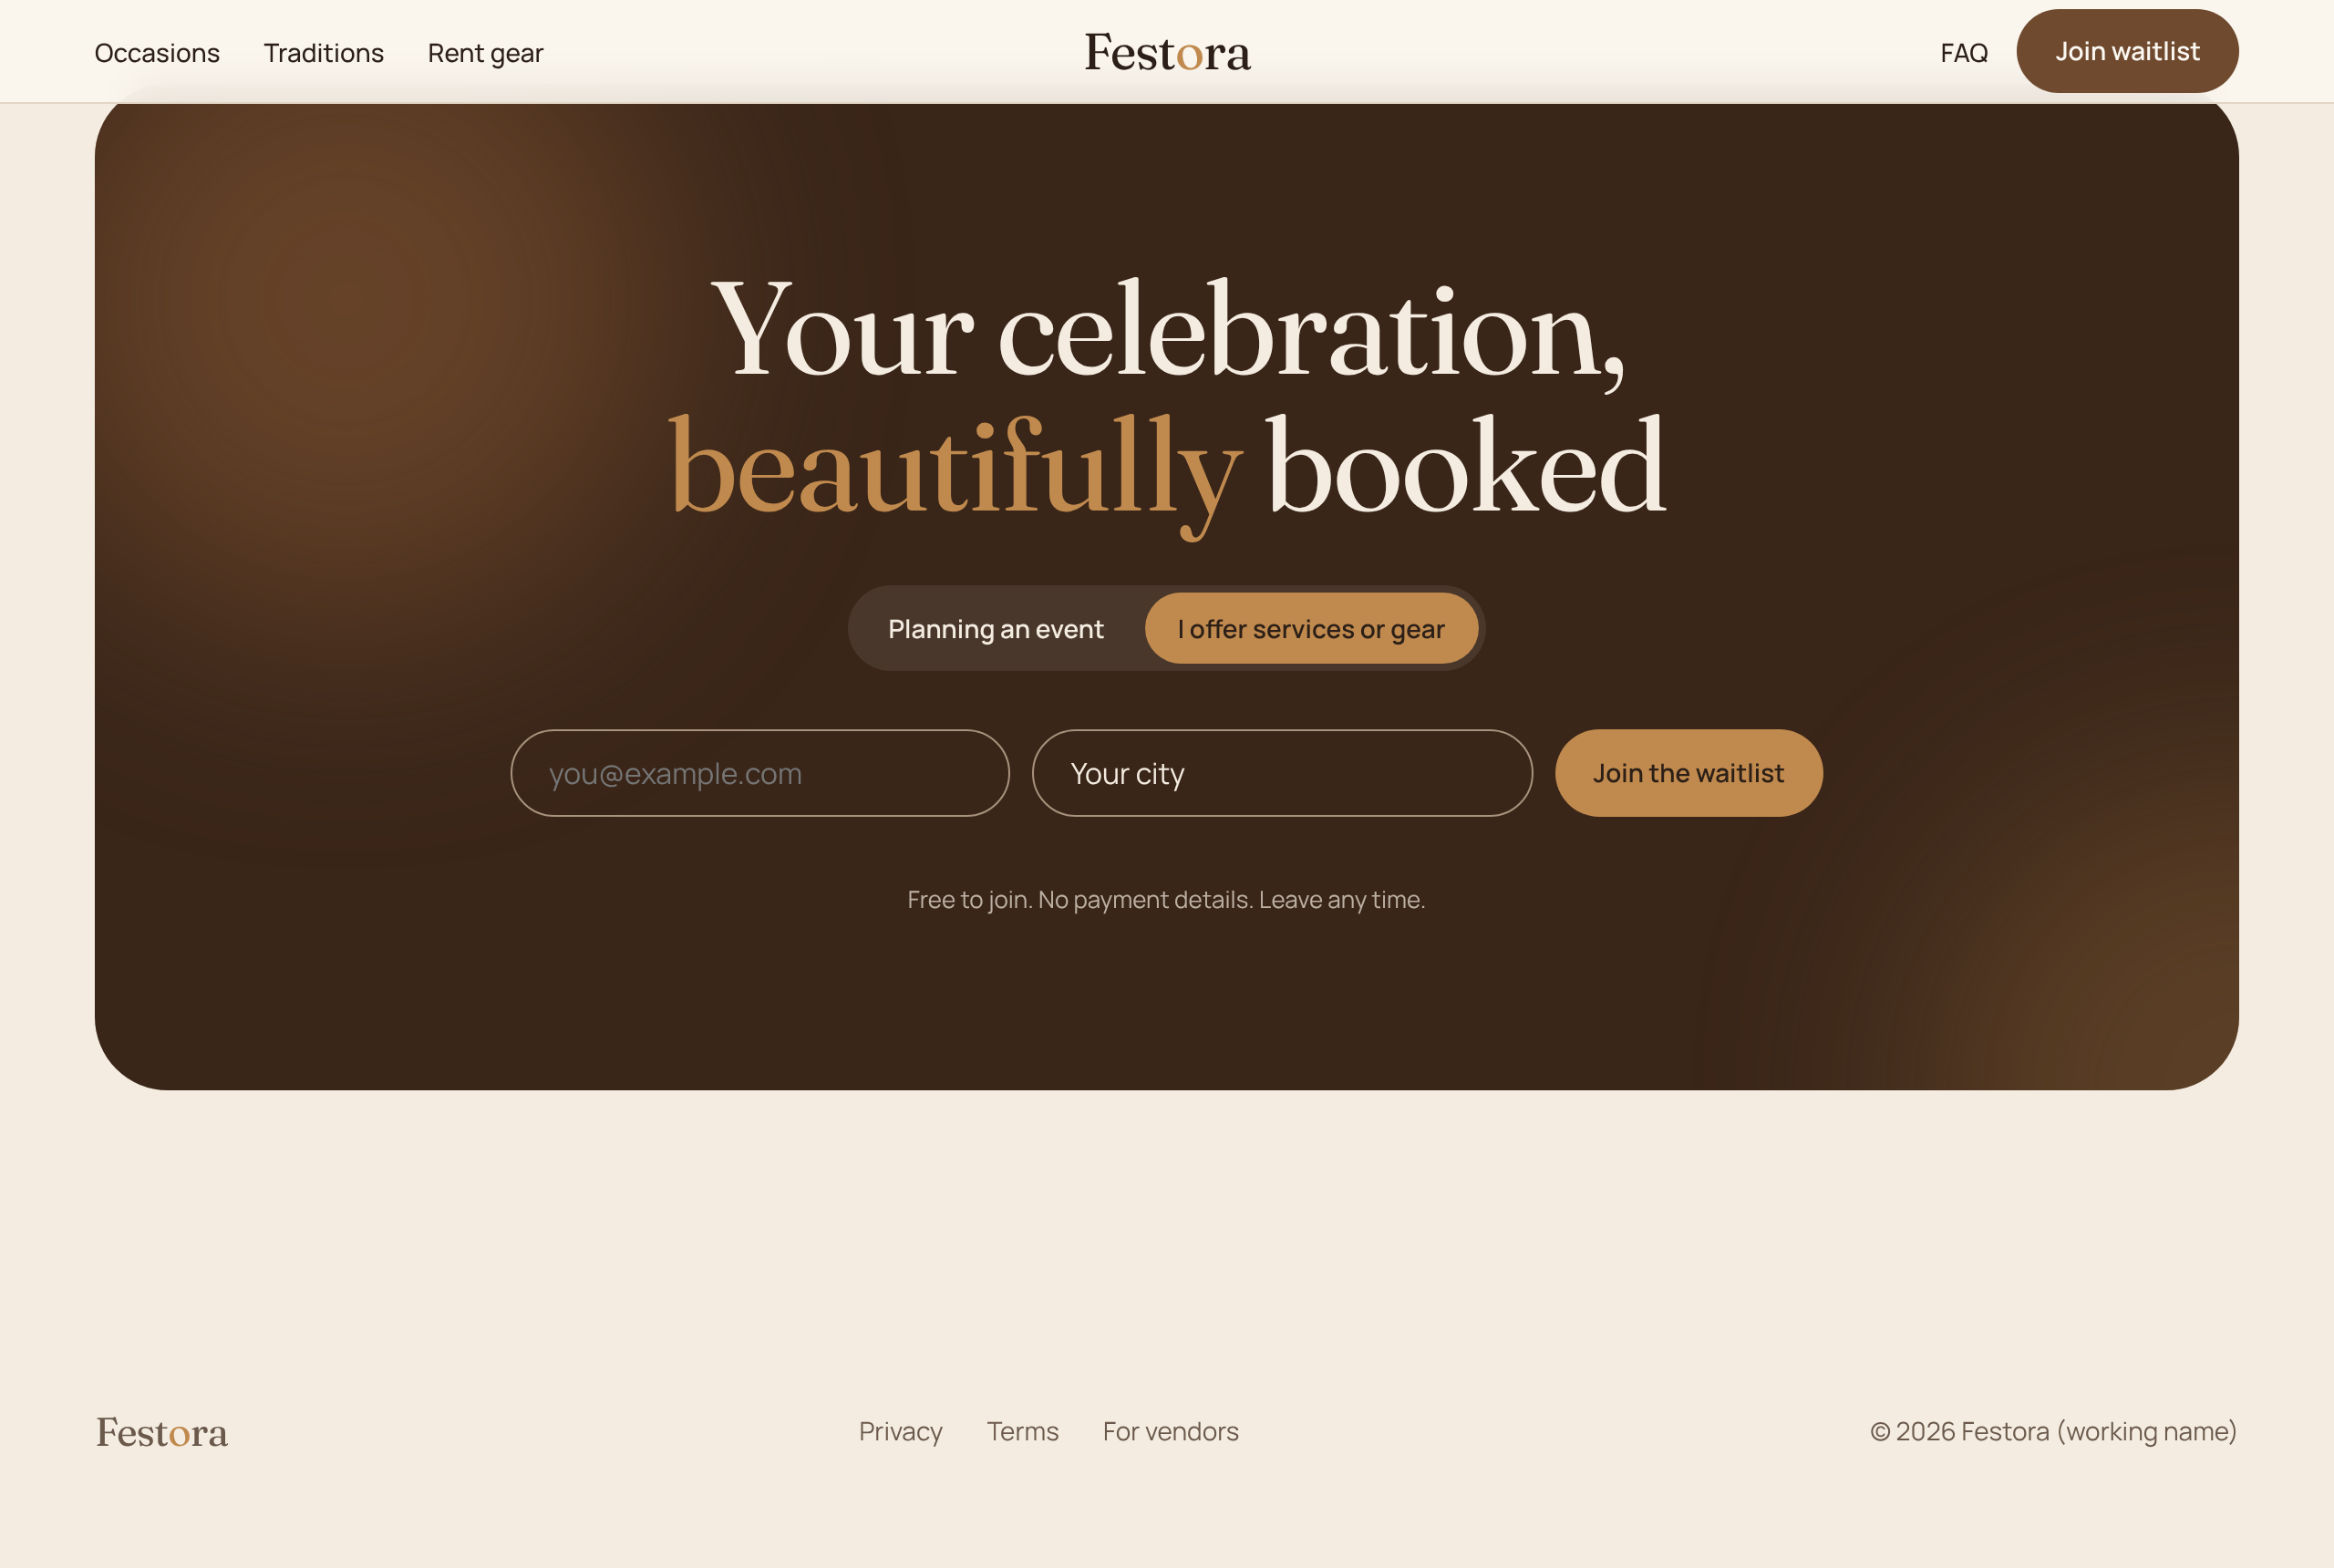 Occasions Traditions Rent gear Festora FAQ Join waitlist
Your celebration,
beautifully booked
Planning an event I offer services or gear
you@example.com Your city Join the waitlist
Free to join. No payment details. Leave any time.
Festora Privacy Terms For vendors © 2026 Festora (working name)